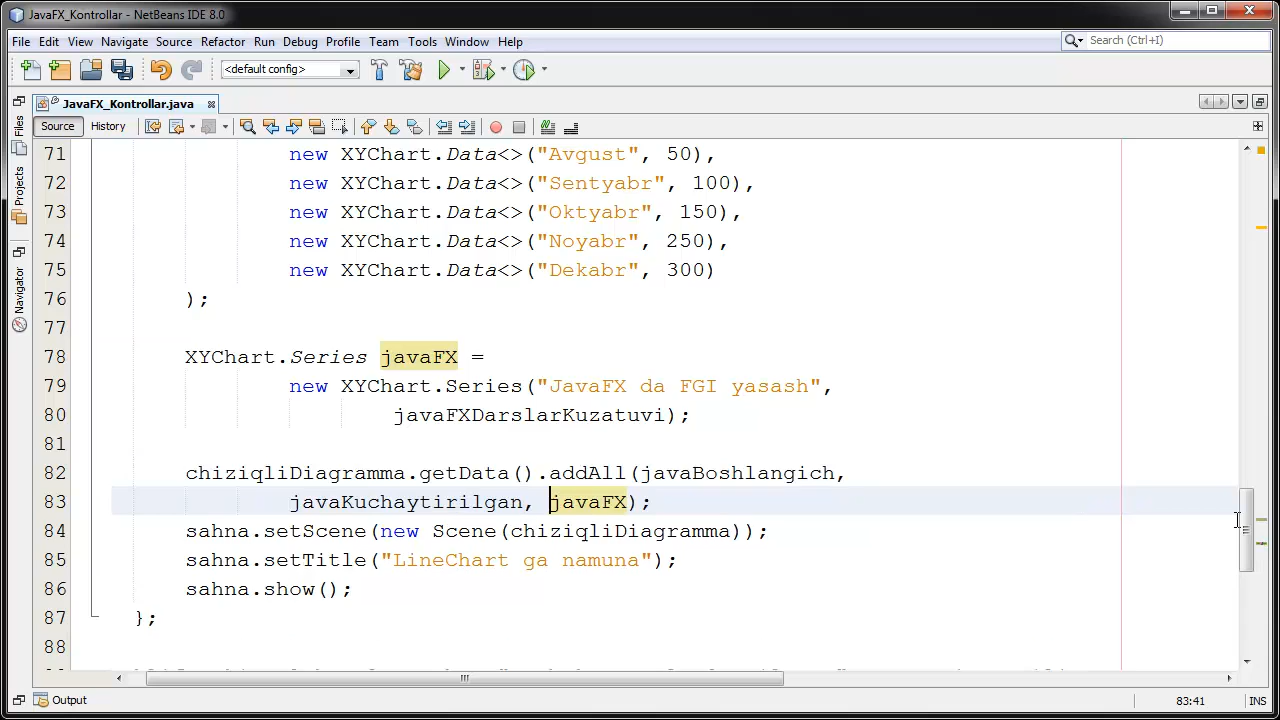 JavaFX_Kontrollar - NetBeans IDE 8.0
File Edit View Navigate Source Refactor Run Debug Profile Team Tools Window Help
Search (Ctrl+I)
<default config>
JavaFX_Kontrollar.java
Source History
Files
Projects
Navigator
71 new XYChart.Data<>("Avgust", 50),
72 new XYChart.Data<>("Sentyabr", 100),
73 new XYChart.Data<>("Oktyabr", 150),
74 new XYChart.Data<>("Noyabr", 250),
75 new XYChart.Data<>("Dekabr", 300)
76 );
77
78 XYChart.Series javaFX =
79 new XYChart.Series("JavaFX da FGI yasash",
80 javaFXDarslarKuzatuvi);
81
82 chiziqliDiagramma.getData().addAll(javaBoshlangich,
83 javaKuchaytirilgan, javaFX);
84 sahna.setScene(new Scene(chiziqliDiagramma));
85 sahna.setTitle("LineChart ga namuna");
86 sahna.show();
87 };
88
Output
83:41 INS